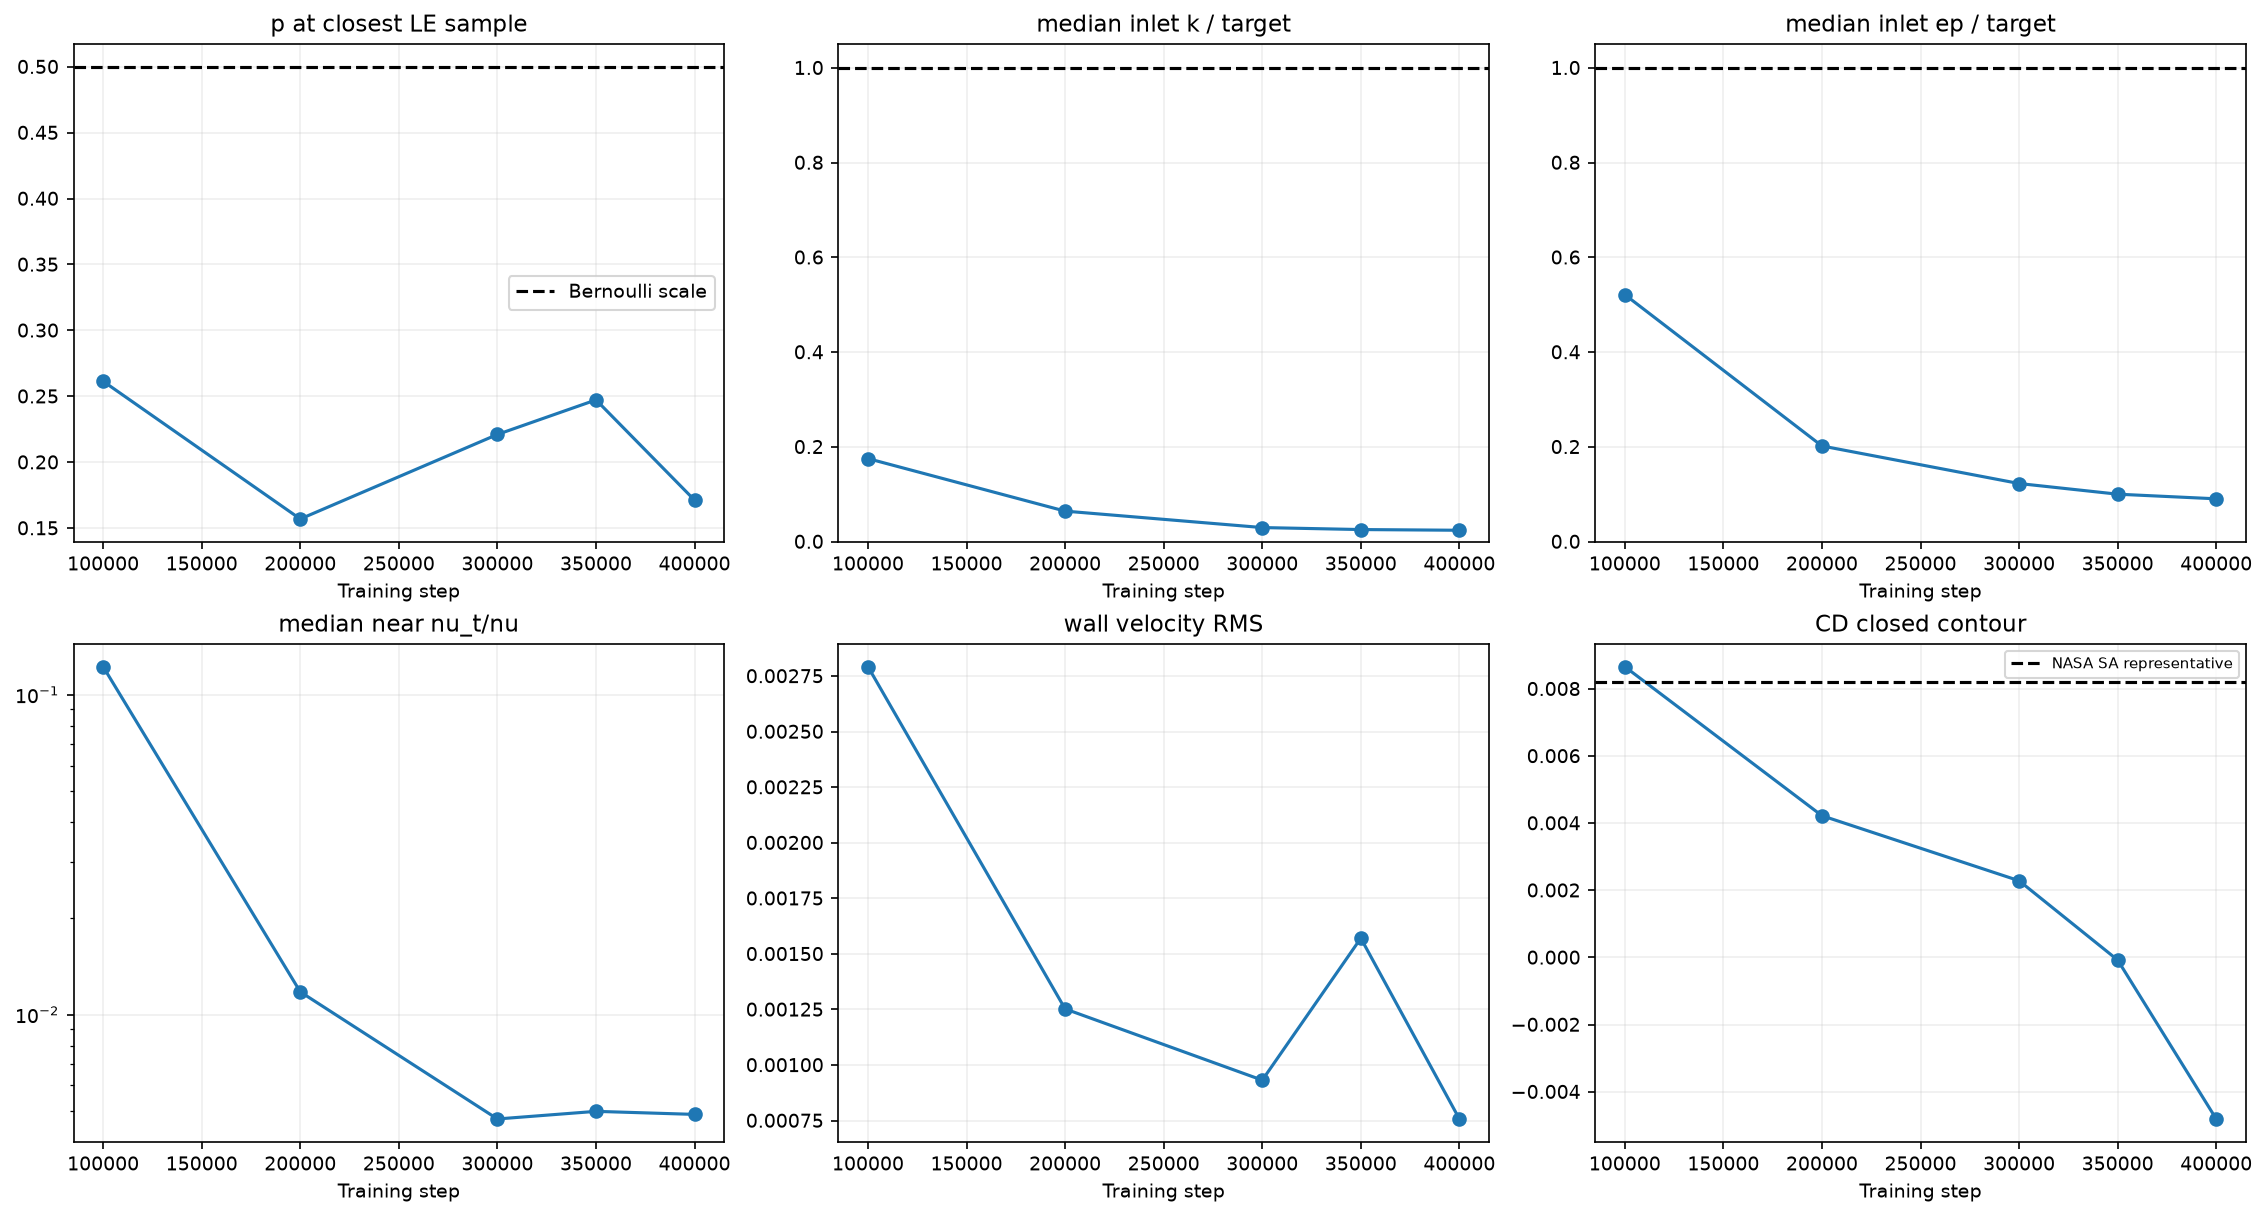 p at closest LE sample
0.50
0.45
0.40
0.35
0.30
0.25
0.20
0.15
Bernoulli scale
100000 150000 200000 250000 300000 350000 400000
Training step
median inlet k / target
1.0
0.8
0.6
0.4
0.2
0.0
100000 150000 200000 250000 300000 350000 400000
Training step
median inlet ep / target
1.0
0.8
0.6
0.4
0.2
0.0
100000 150000 200000 250000 300000 350000 400000
Training step
median near nu_t/nu
10⁻¹
10⁻²
100000 150000 200000 250000 300000 350000 400000
Training step
wall velocity RMS
0.00275
0.00250
0.00225
0.00200
0.00175
0.00150
0.00125
0.00100
0.00075
100000 150000 200000 250000 300000 350000 400000
Training step
CD closed contour
NASA SA representative
0.008
0.006
0.004
0.002
0.000
−0.002
−0.004
100000 150000 200000 250000 300000 350000 400000
Training step